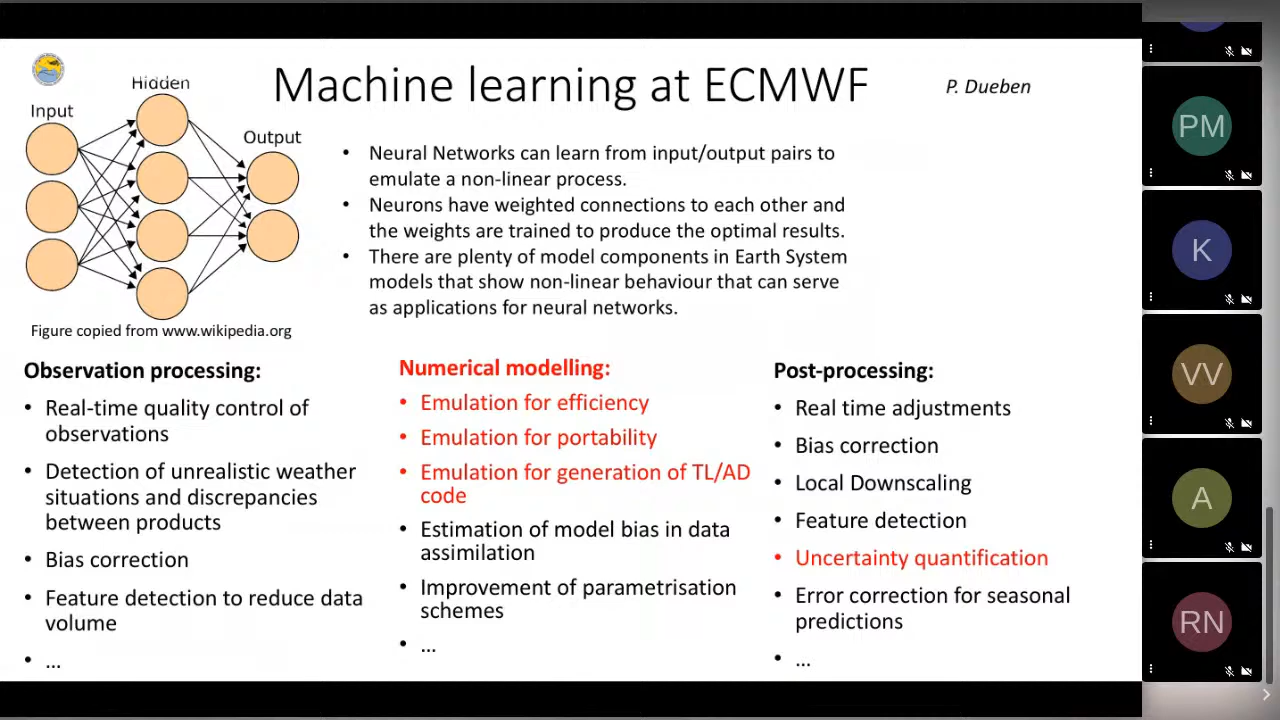 Machine learning at ECMWF
P. Dueben
Input
Hidden
Output
Figure copied from www.wikipedia.org
• Neural Networks can learn from input/output pairs to
emulate a non-linear process.
• Neurons have weighted connections to each other and
the weights are trained to produce the optimal results.
• There are plenty of model components in Earth System
models that show non-linear behaviour that can serve
as applications for neural networks.
Observation processing:
• Real-time quality control of
observations
• Detection of unrealistic weather
situations and discrepancies
between products
• Bias correction
• Feature detection to reduce data
volume
• ...
Numerical modelling:
• Emulation for efficiency
• Emulation for portability
• Emulation for generation of TL/AD
code
• Estimation of model bias in data
assimilation
• Improvement of parametrisation
schemes
• ...
Post-processing:
• Real time adjustments
• Bias correction
• Local Downscaling
• Feature detection
• Uncertainty quantification
• Error correction for seasonal
predictions
• ...
PM
K
VV
A
RN